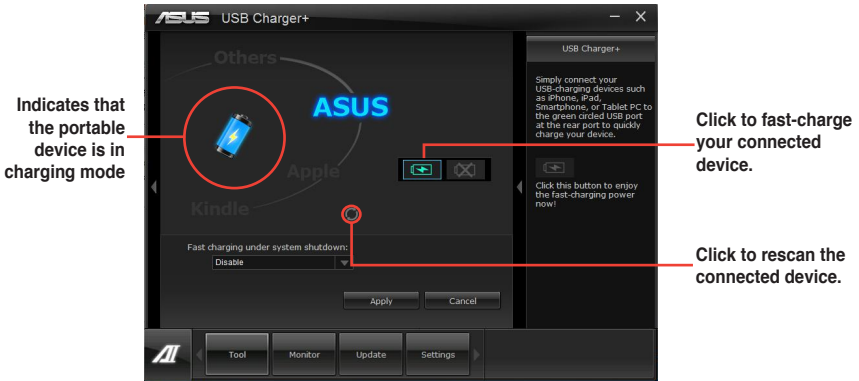 ASUS USB Charger+
Others
ASUS
Apple
Kindle
Fast charging under system shutdown:
Disable
Apply Cancel
USB Charger+
Simply connect your
USB-charging devices such
as iPhone, iPad,
Smartphone, or Tablet PC to
the green circled USB port
at the rear port to quickly
charge your device.
Click this button to enjoy
the fast-charging power
now!
AI Tool Monitor Update Settings
Indicates that
the portable
device is in
charging mode
Click to fast-charge
your connected
device.
Click to rescan the
connected device.